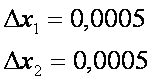 Δx₁ = 0,0005
Δx₂ = 0,0005